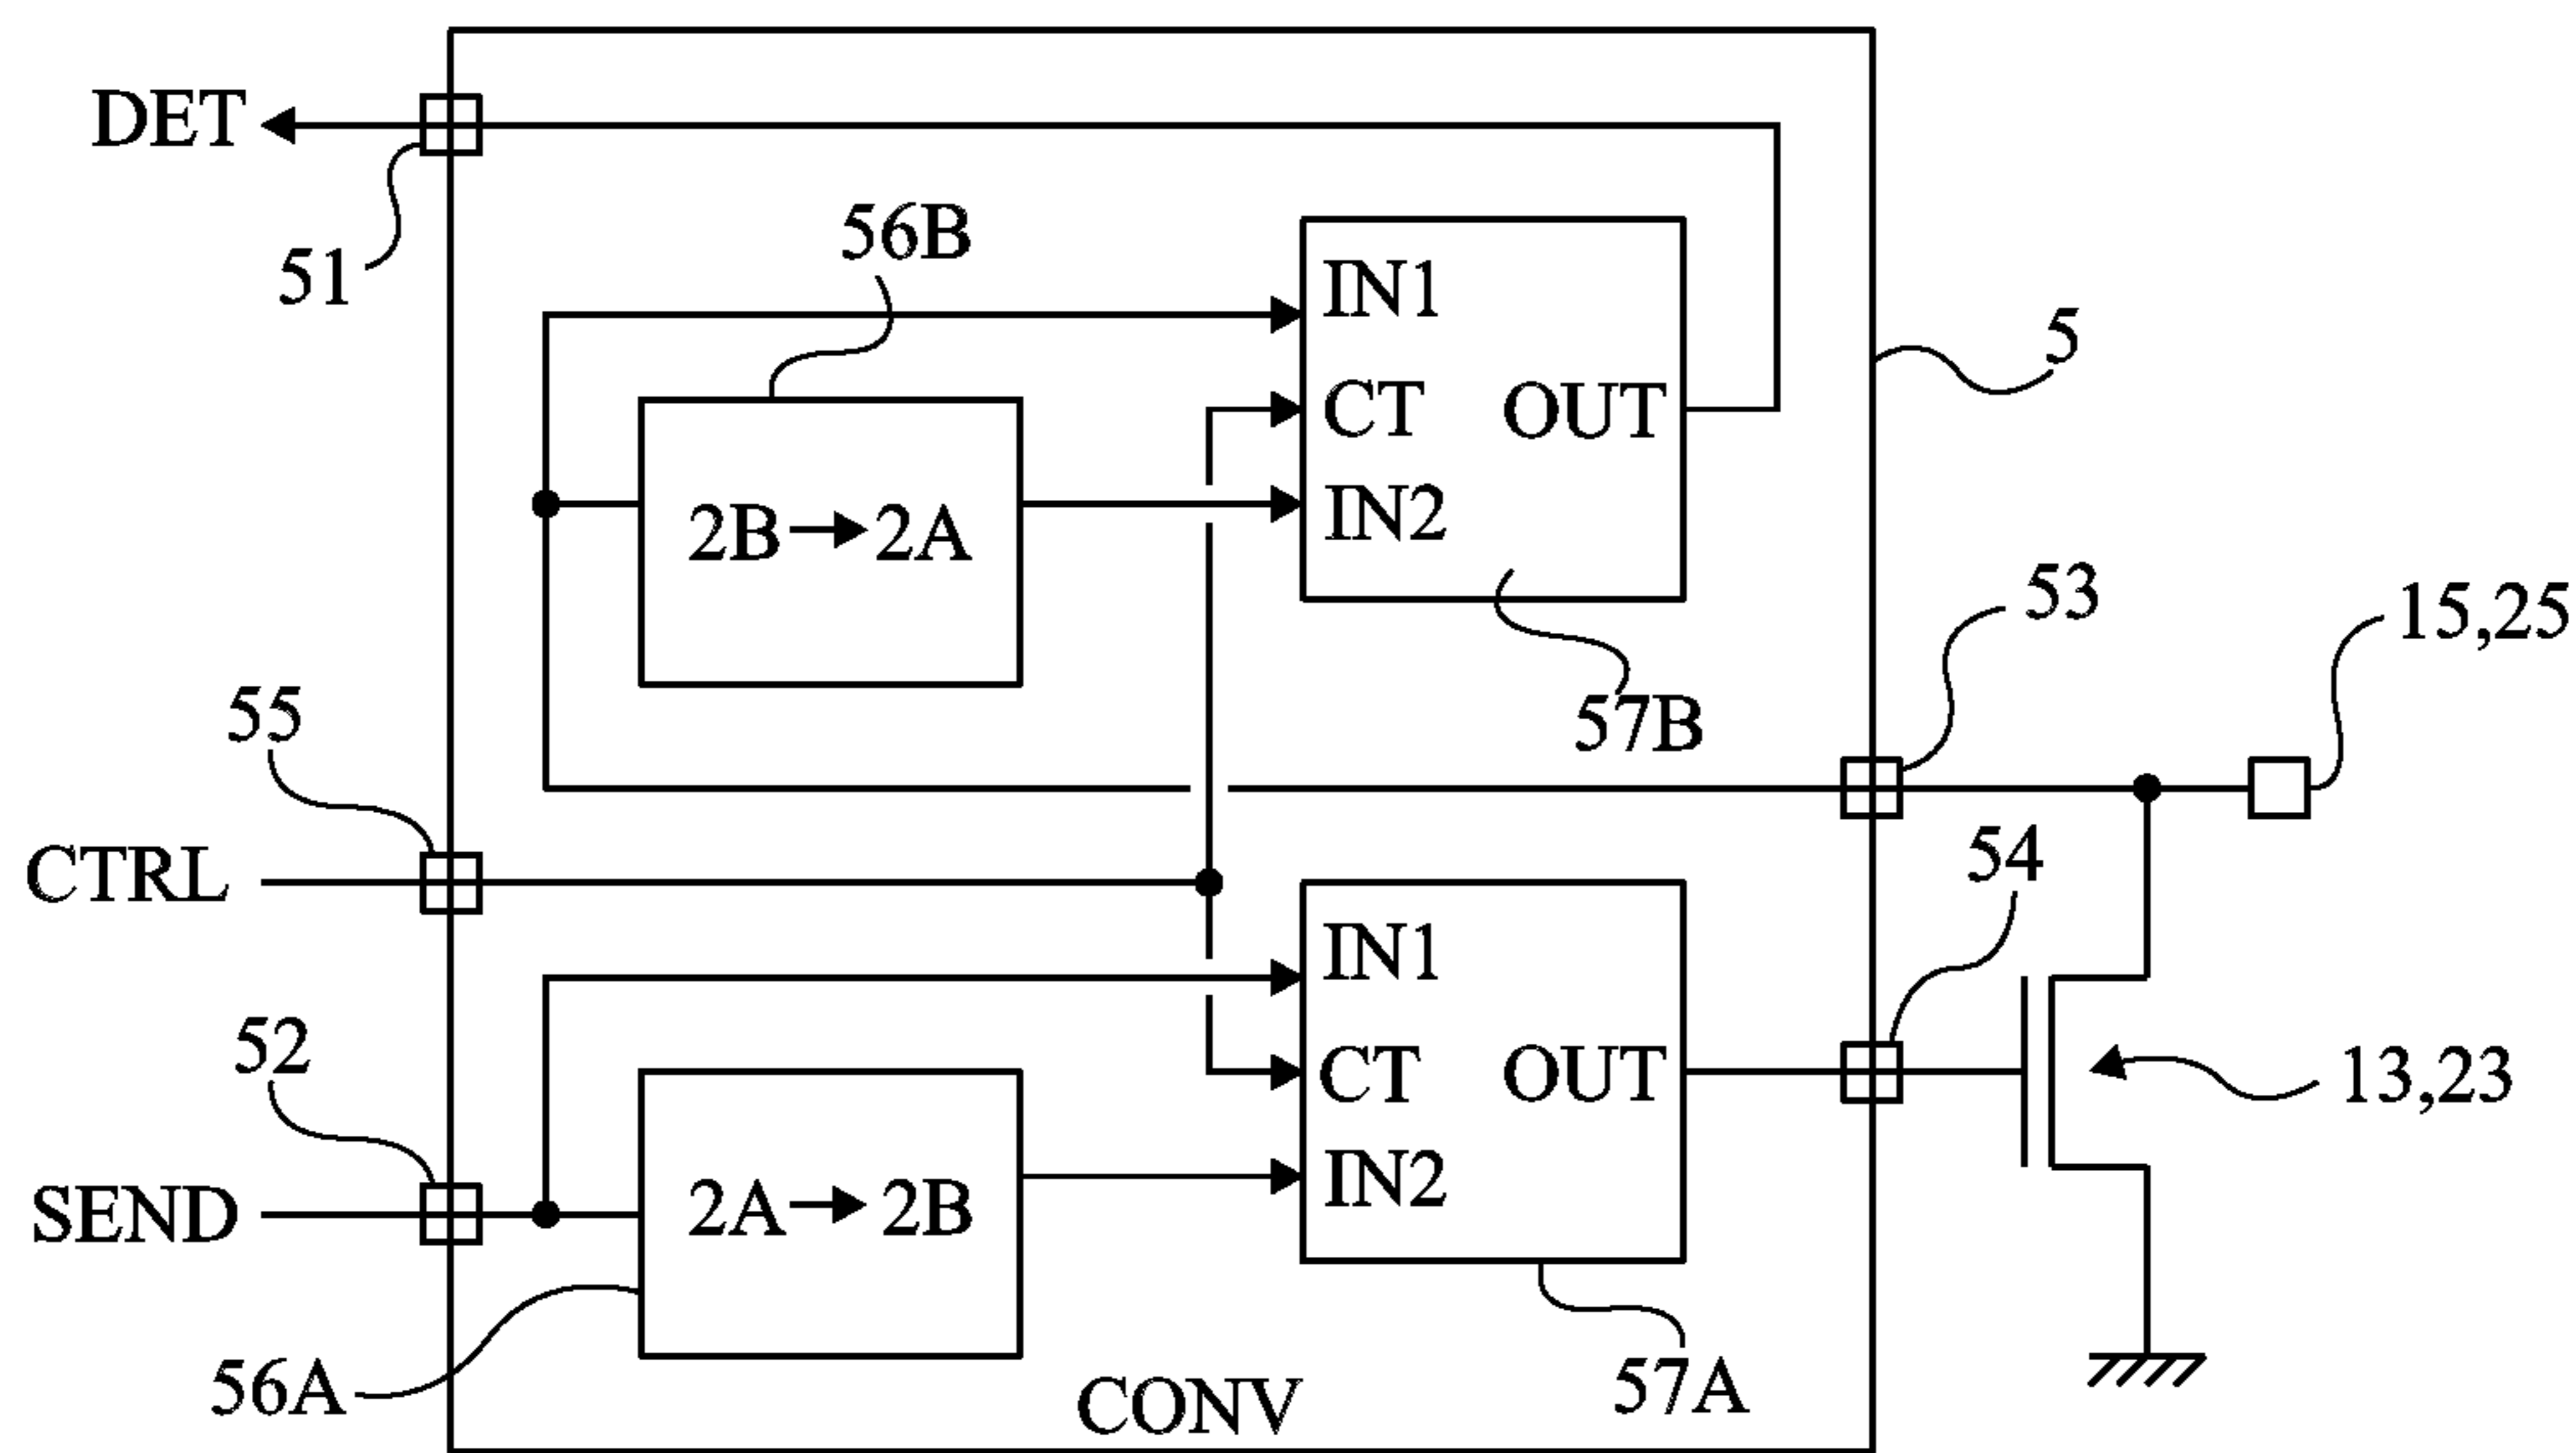 DET
51
56B
IN1
CT
OUT
IN2
2B → 2A
57B
5
53
15,25
55
CTRL
54
IN1
CT
OUT
IN2
52
SEND
2A → 2B
13,23
56A
57A
CONV